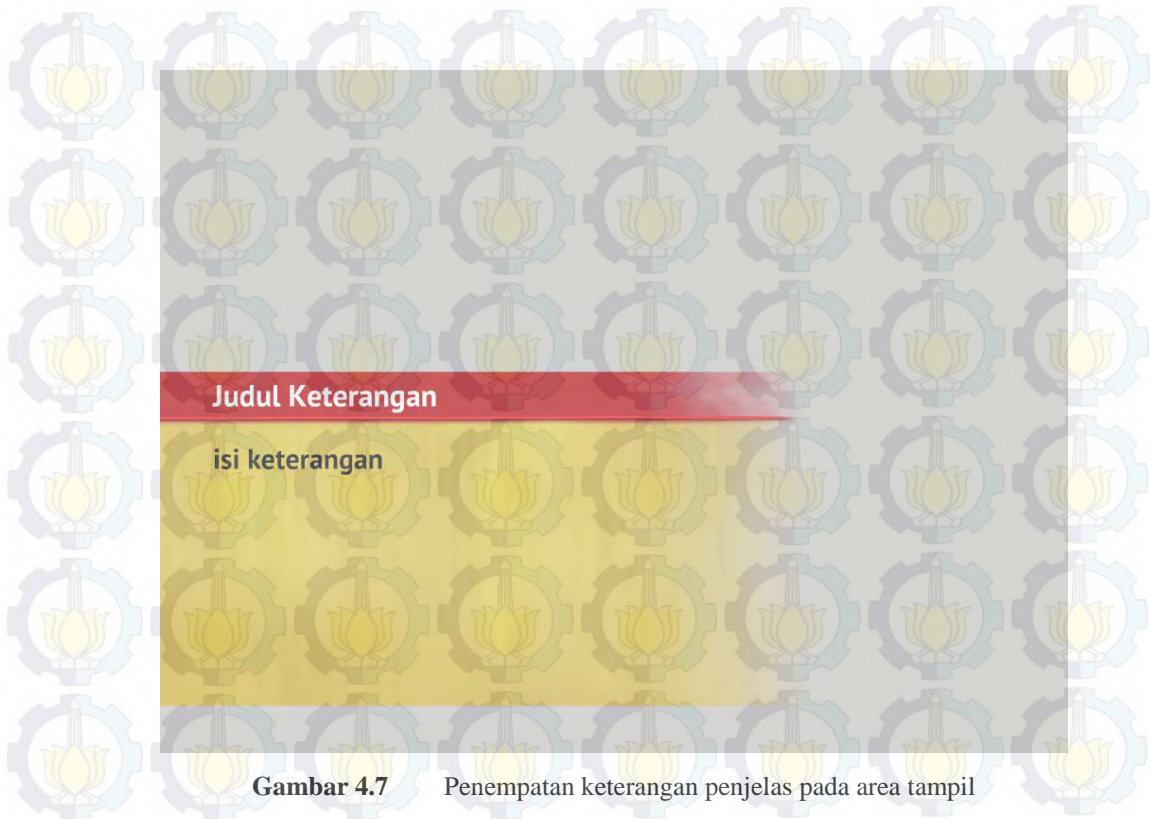 Judul Keterangan
isi keterangan
Gambar 4.7 Penempatan keterangan penjelas pada area tampil